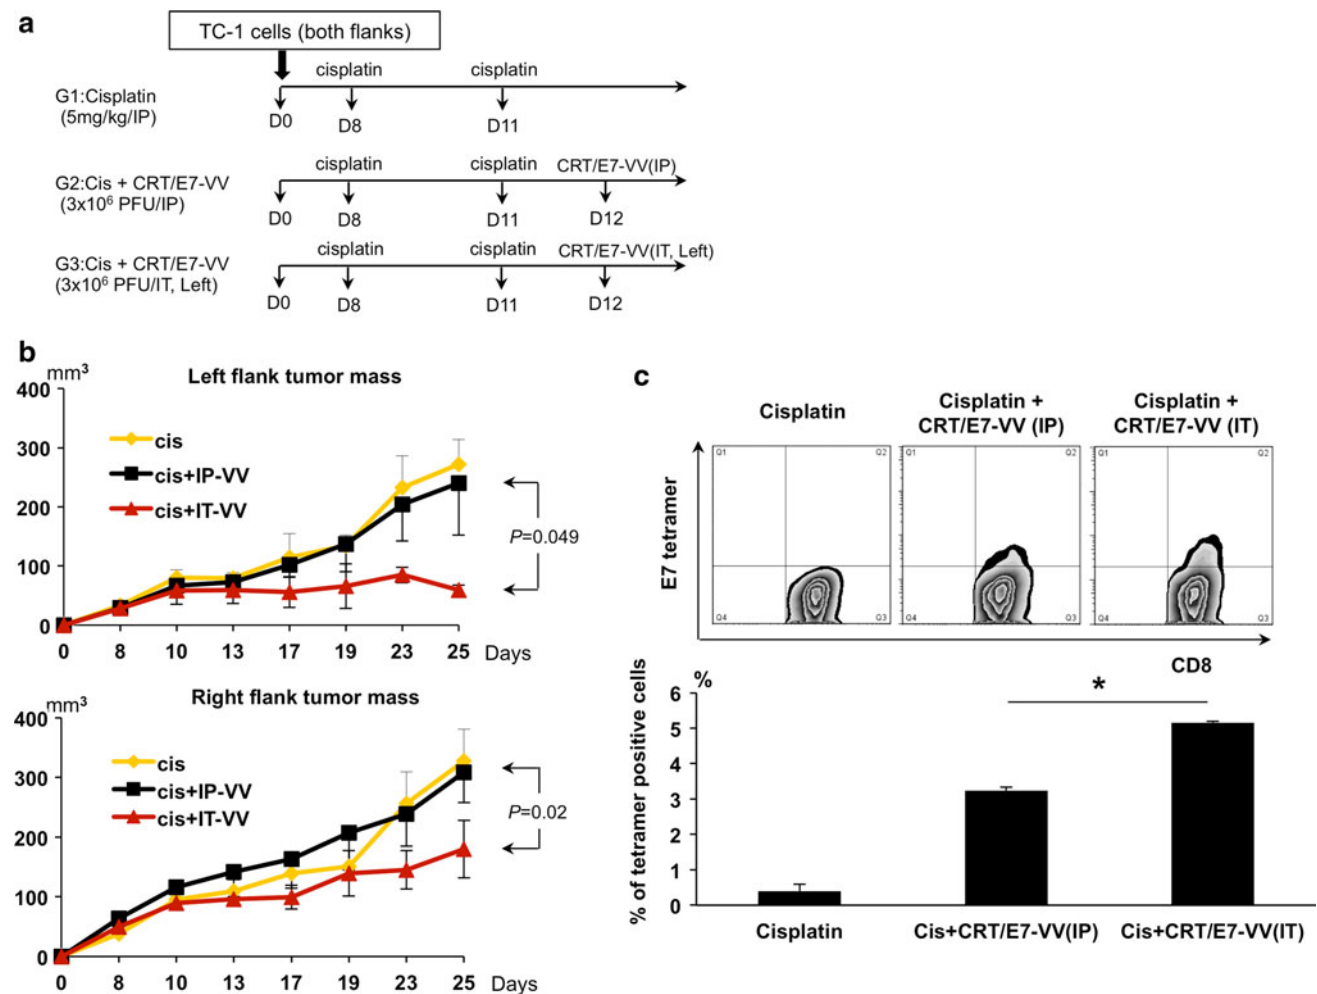 a
TC-1 cells (both flanks)
G1:Cisplatin
(5mg/kg/IP)
cisplatin cisplatin
D0 D8 D11
G2:Cis + CRT/E7-VV
(3x10⁶ PFU/IP)
cisplatin cisplatin CRT/E7-VV(IP)
D0 D8 D11 D12
G3:Cis + CRT/E7-VV
(3x10⁶ PFU/IT, Left)
cisplatin cisplatin CRT/E7-VV(IT, Left)
D0 D8 D11 D12
b
mm³
Left flank tumor mass
400
300
200
100
0
cis
cis+IP-VV
cis+IT-VV
P=0.049
0 8 10 13 17 19 23 25 Days
mm³
Right flank tumor mass
400
300
200
100
0
cis
cis+IP-VV
cis+IT-VV
P=0.02
0 8 10 13 17 19 23 25 Days
c
Cisplatin
Cisplatin +
CRT/E7-VV (IP)
Cisplatin +
CRT/E7-VV (IT)
E7 tetramer
Q1 Q2
Q4 Q3
Q1 Q2
Q4 Q3
Q1 Q2
Q4 Q3
CD8
%
% of tetramer positive cells
6
5
4
3
2
1
0
*
Cisplatin Cis+CRT/E7-VV(IP) Cis+CRT/E7-VV(IT)